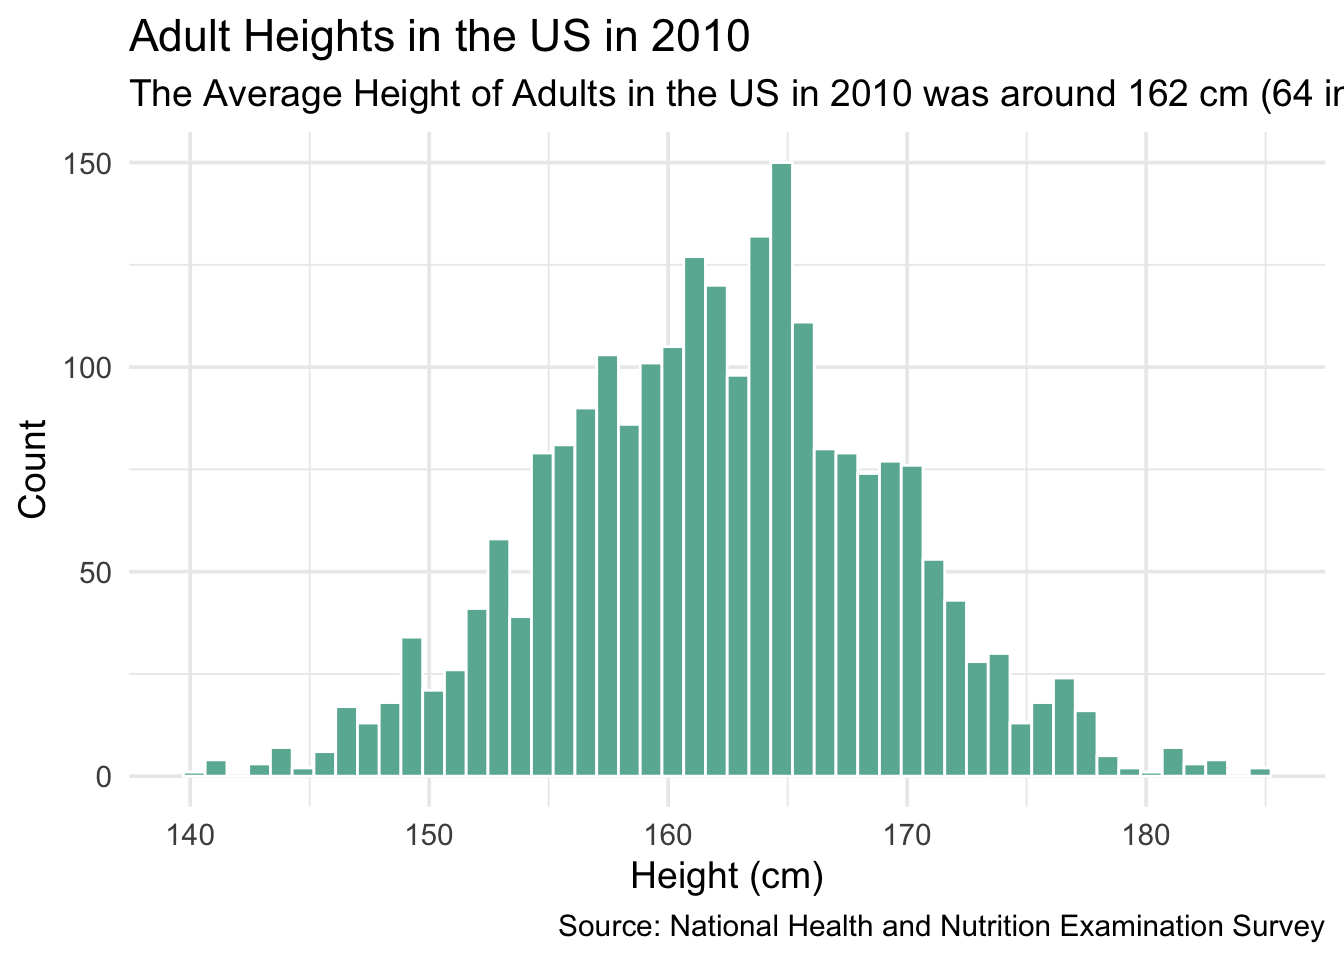 Adult Heights in the US in 2010
The Average Height of Adults in the US in 2010 was around 162 cm (64 in
150
100
50
0
Count
140 150 160 170 180
Height (cm)
Source: National Health and Nutrition Examination Survey